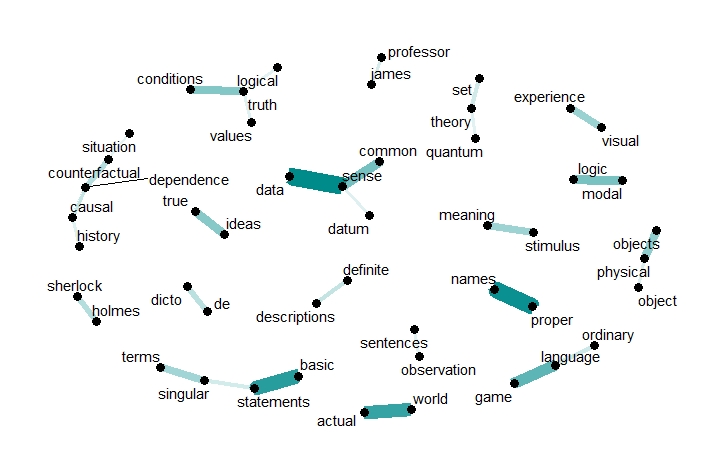 professor
james
conditions
logical
truth
values
set
theory
quantum
experience
visual
situation
counterfactual
dependence
causal
history
common
sense
data
datum
logic
modal
true
ideas
meaning
stimulus
objects
physical
object
sherlock
holmes
dicto
de
definite
descriptions
names
proper
sentences
observation
ordinary
language
game
terms
singular
basic
statements
world
actual